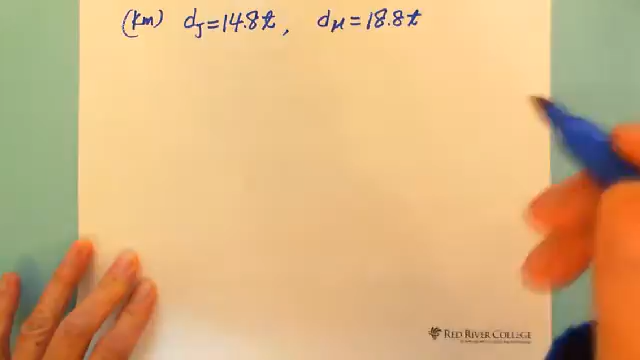 (km) dJ = 14.8t, dM = 18.8t
RED RIVER COLLEGE